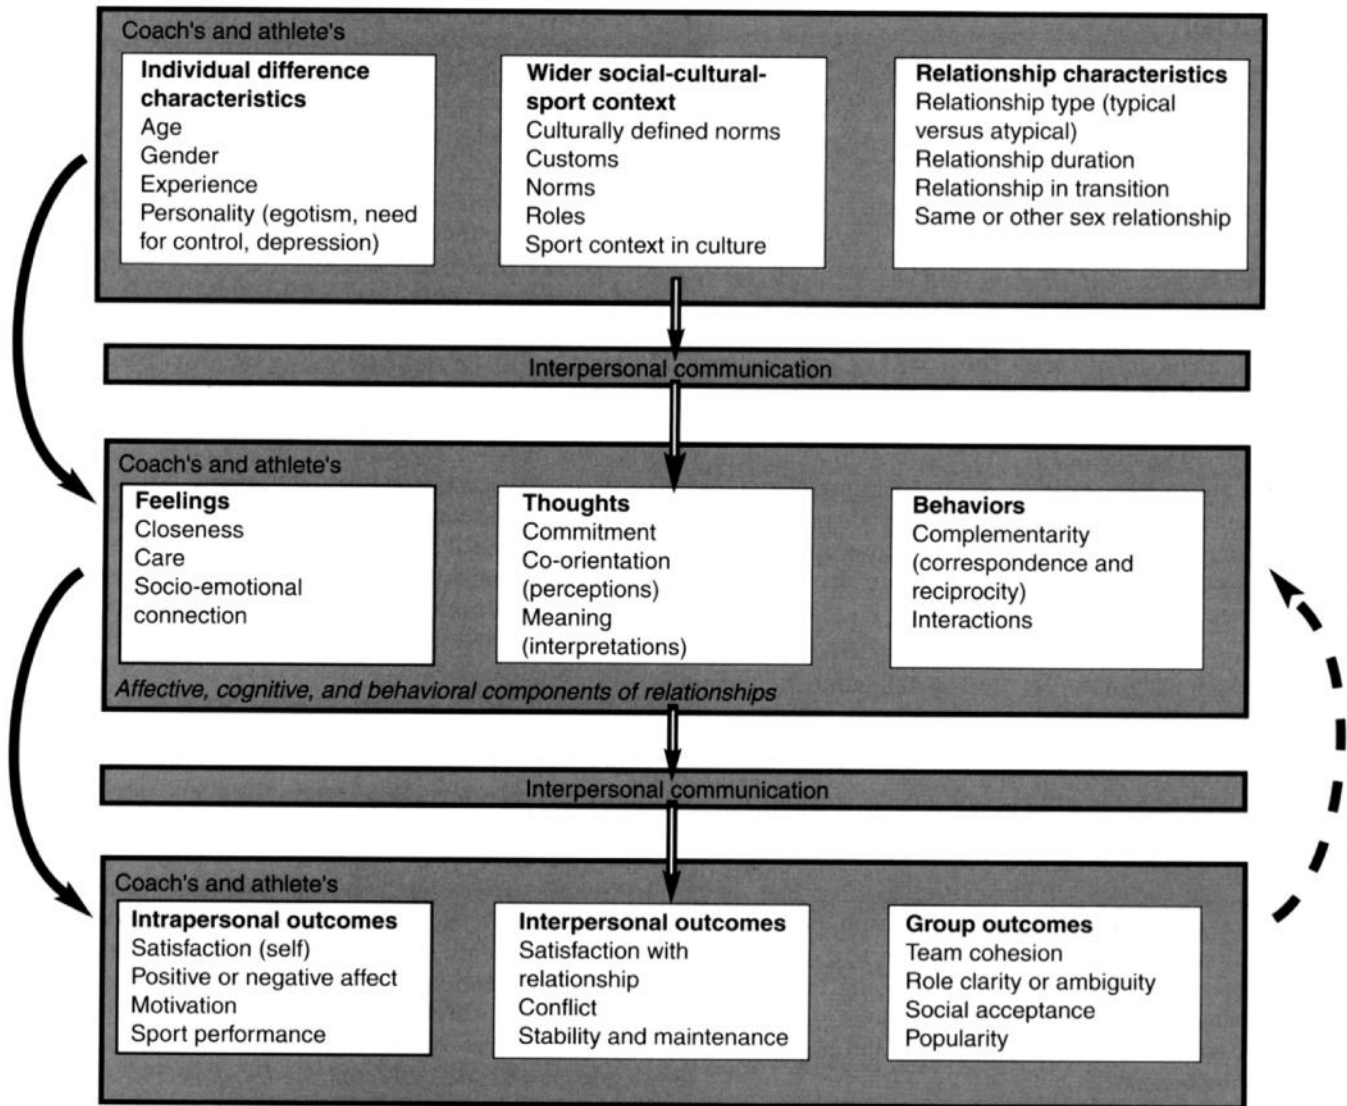 Coach's and athlete's
Individual difference
characteristics
Age
Gender
Experience
Personality (egotism, need
for control, depression)
Wider social-cultural-
sport context
Culturally defined norms
Customs
Norms
Roles
Sport context in culture
Relationship characteristics
Relationship type (typical
versus atypical)
Relationship duration
Relationship in transition
Same or other sex relationship
Interpersonal communication
Coach's and athlete's
Feelings
Closeness
Care
Socio-emotional
connection
Thoughts
Commitment
Co-orientation
(perceptions)
Meaning
(interpretations)
Behaviors
Complementarity
(correspondence and
reciprocity)
Interactions
Affective, cognitive, and behavioral components of relationships
Interpersonal communication
Coach's and athlete's
Intrapersonal outcomes
Satisfaction (self)
Positive or negative affect
Motivation
Sport performance
Interpersonal outcomes
Satisfaction with
relationship
Conflict
Stability and maintenance
Group outcomes
Team cohesion
Role clarity or ambiguity
Social acceptance
Popularity